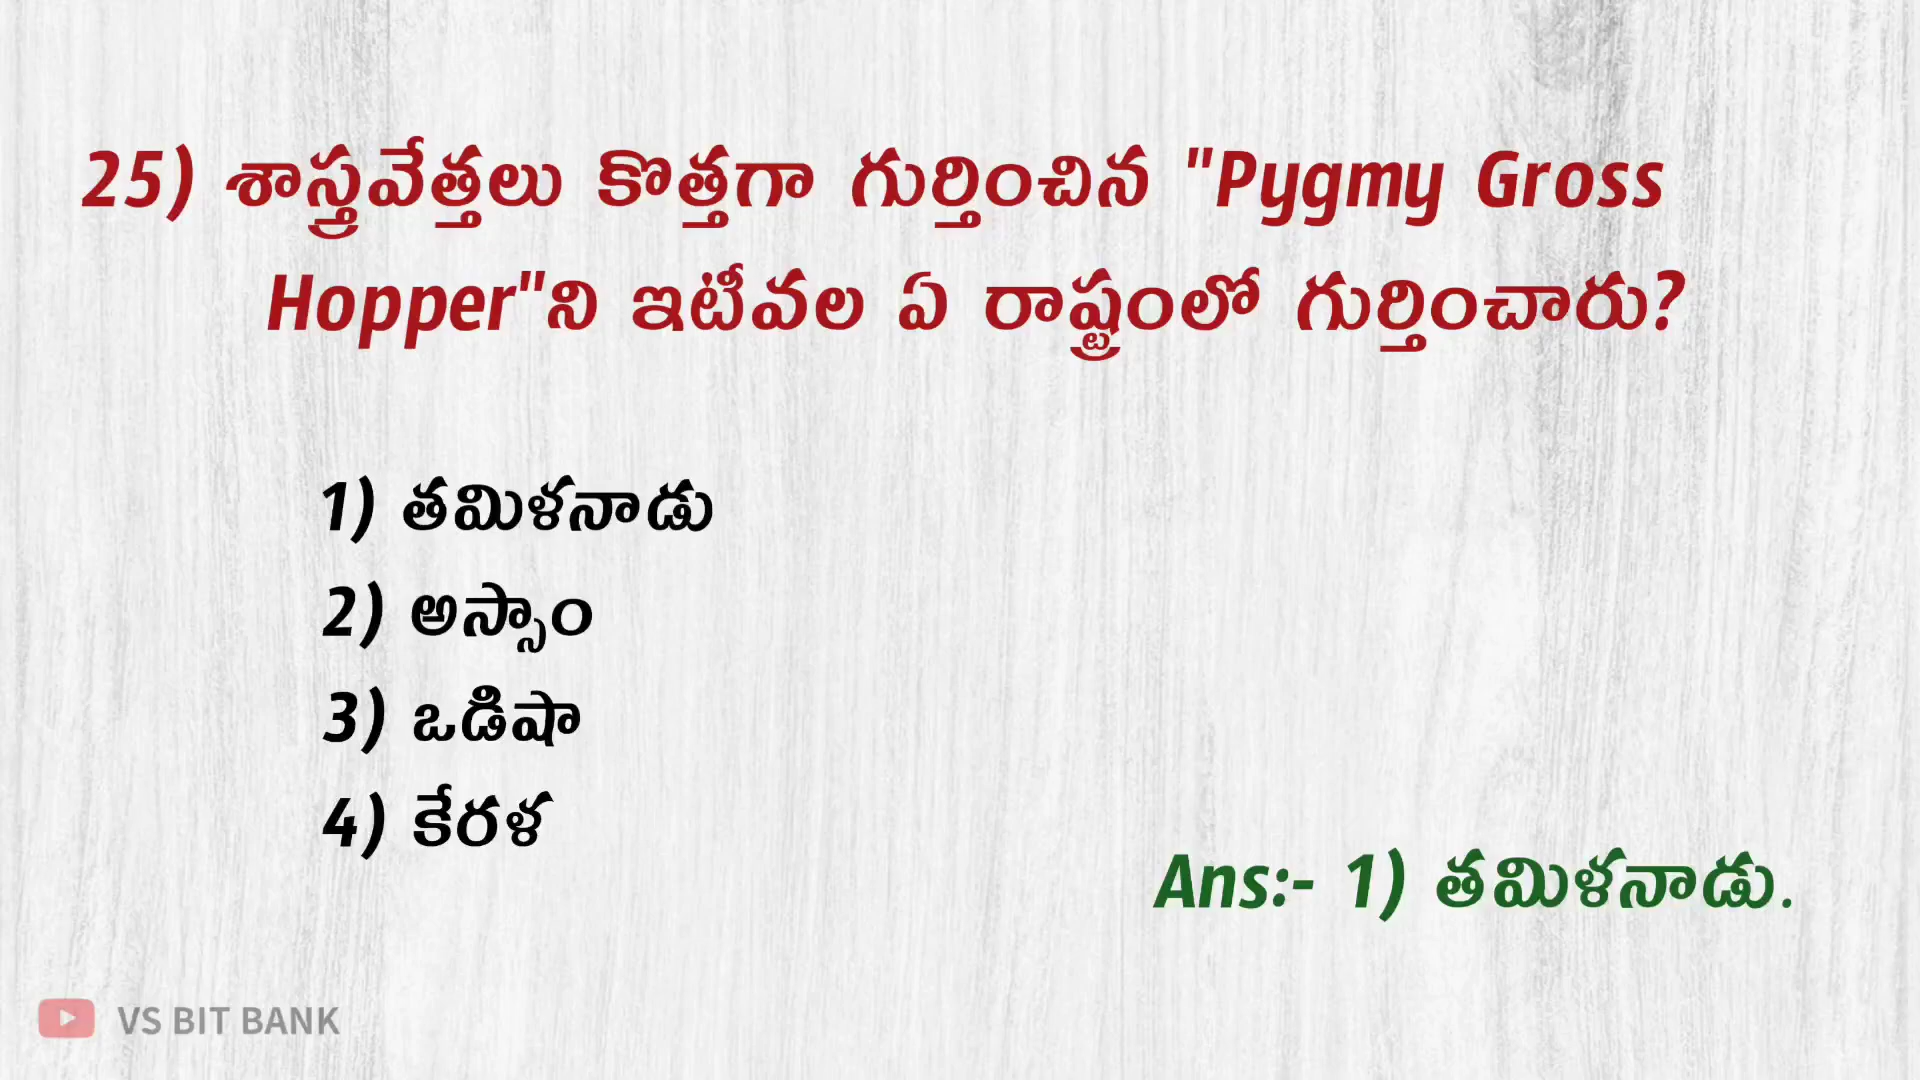 25) శాస్త్రవేత్తలు కొత్తగా గుర్తించిన "Pygmy Gross
Hopper"ని ఇటీవల ఏ రాష్ట్రంలో గుర్తించారు?
1) తమిళనాడు
2) అస్సాం
3) ఒడిషా
4) కేరళ
Ans:- 1) తమిళనాడు.
VS BIT BANK